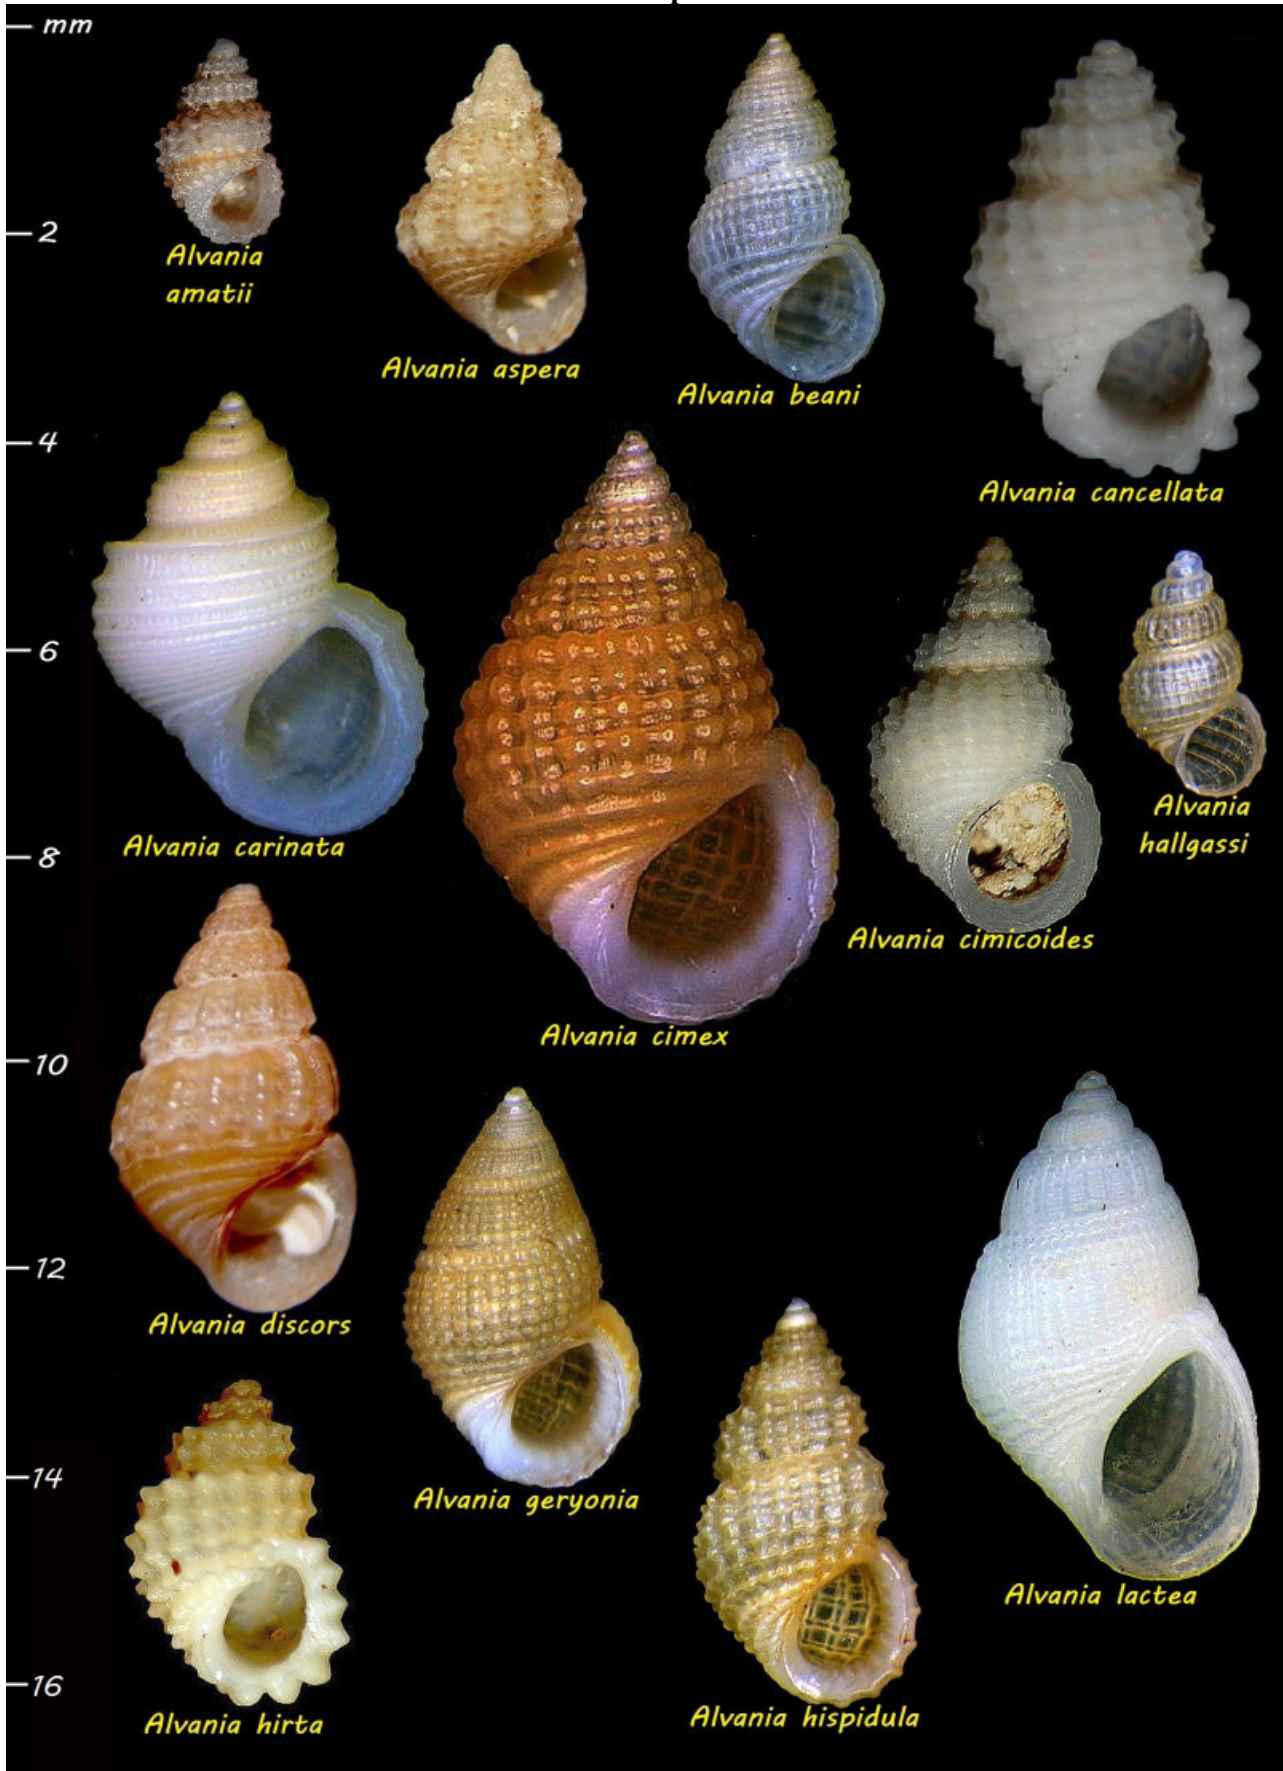 mm
2
Alvania
amatii
Alvania aspera
Alvania beani
4
Alvania cancellata
6
Alvania carinata
8
Alvania
hallgassi
Alvania cimicoides
Alvania cimex
10
12
Alvania discors
14
Alvania geryonia
Alvania lactea
16
Alvania hirta
Alvania hispidula